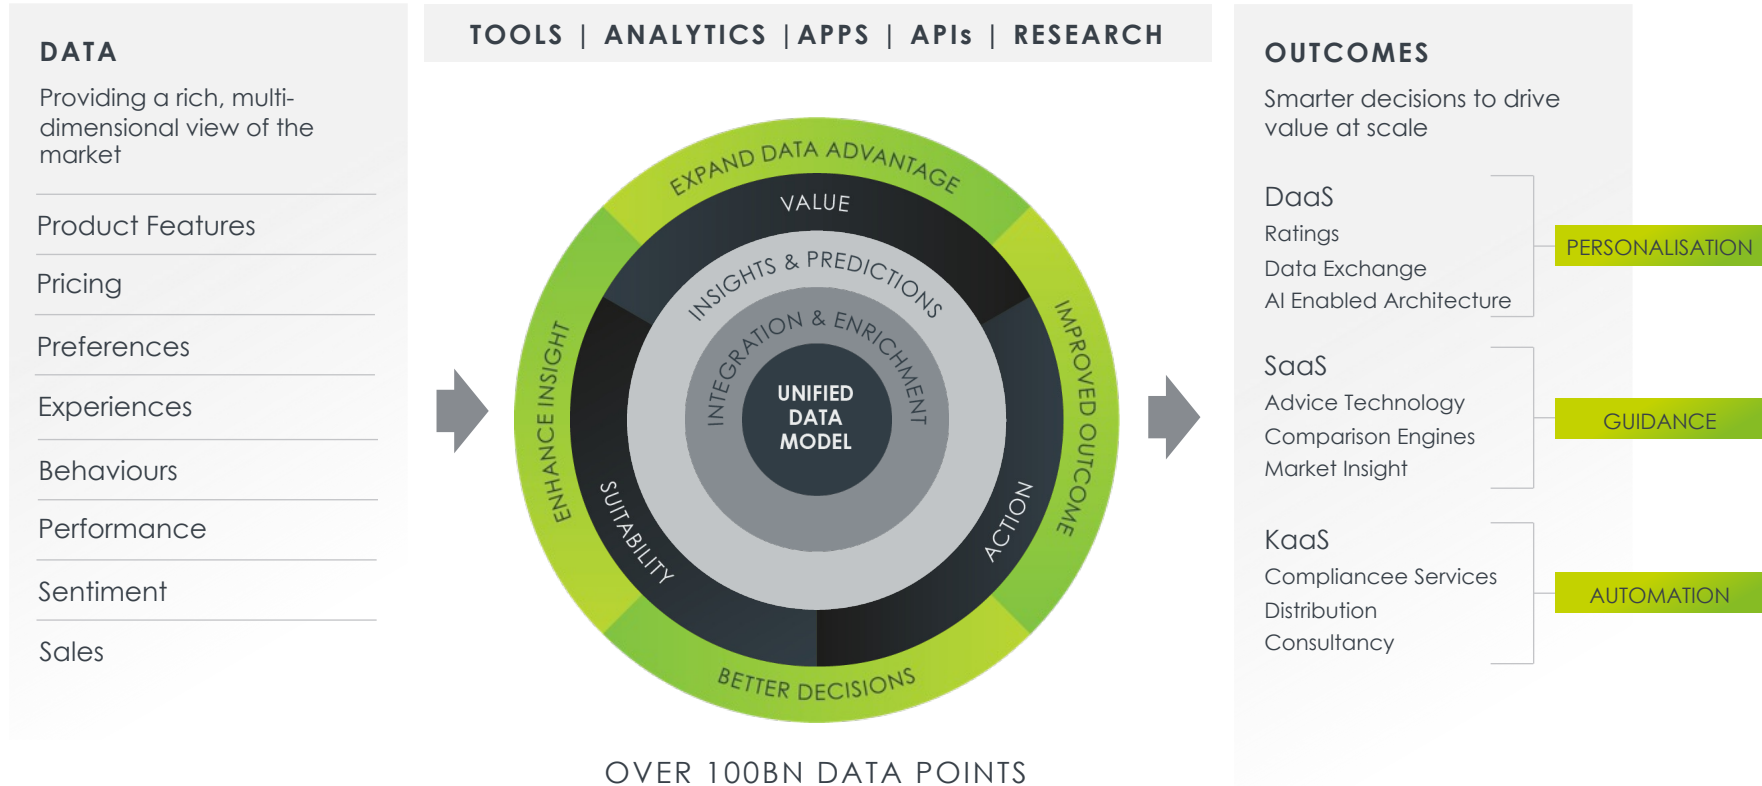 DATA
Providing a rich, multi-
dimensional view of the
market
Product Features
Pricing
Preferences
Experiences
Behaviours
Performance
Sentiment
Sales
TOOLS | ANALYTICS |APPS | APIs | RESEARCH
EXPAND DATA ADVANTAGE
VALUE
INSIGHTS & PREDICTIONS
INTEGRATION & ENRICHMENT
UNIFIED
DATA
MODEL
ENHANCE INSIGHT
IMPROVED OUTCOME
SUITABILITY
ACTION
BETTER DECISIONS
OVER 100BN DATA POINTS
OUTCOMES
Smarter decisions to drive
value at scale
DaaS
Ratings
Data Exchange
AI Enabled Architecture
PERSONALISATION
SaaS
Advice Technology
Comparison Engines
Market Insight
GUIDANCE
KaaS
Compliancee Services
Distribution
Consultancy
AUTOMATION